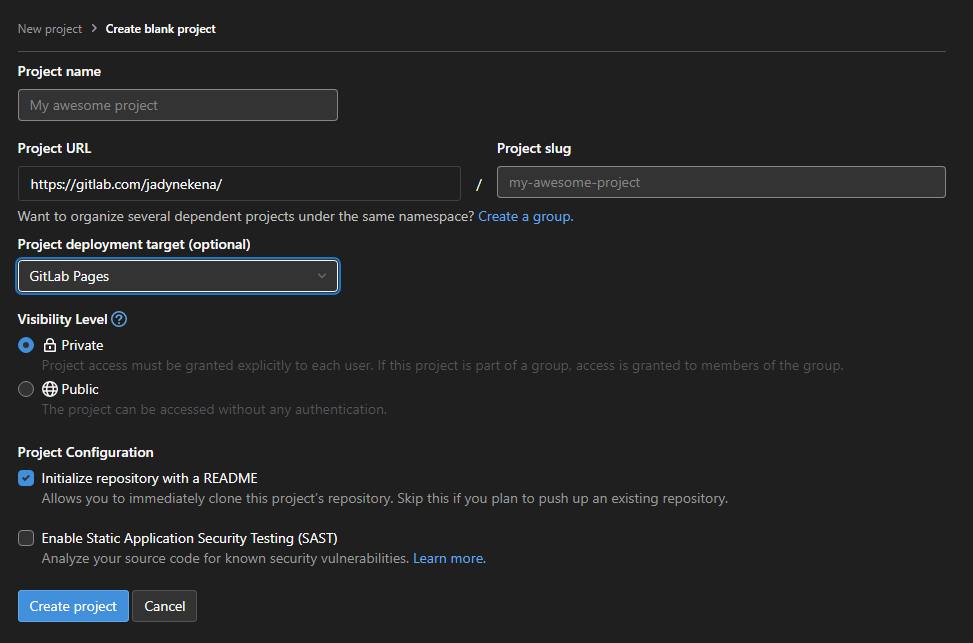 New project > Create blank project
Project name
My awesome project
Project URL
Project slug
https://gitlab.com/jadynekena/
/
my-awesome-project
Want to organize several dependent projects under the same namespace? Create a group.
Project deployment target (optional)
GitLab Pages
Visibility Level
Private
Project access must be granted explicitly to each user. If this project is part of a group, access is granted to members of the group.
Public
The project can be accessed without any authentication.
Project Configuration
Initialize repository with a README
Allows you to immediately clone this project's repository. Skip this if you plan to push up an existing repository.
Enable Static Application Security Testing (SAST)
Analyze your source code for known security vulnerabilities. Learn more.
Create project
Cancel